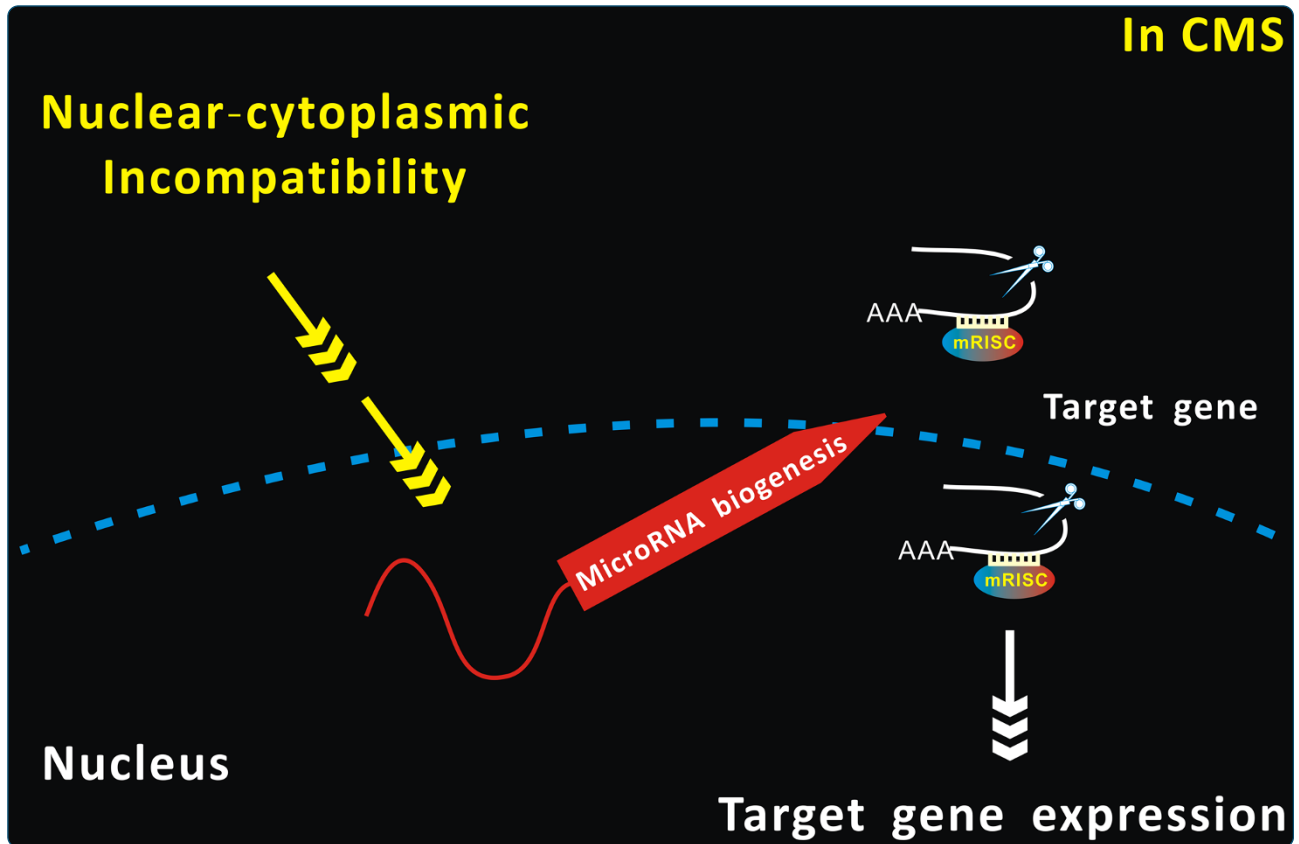 In CMS
Nuclear-cytoplasmic
Incompatibility
AAA
mRISC
Target gene
MicroRNA biogenesis
AAA
mRISC
Nucleus
Target gene expression